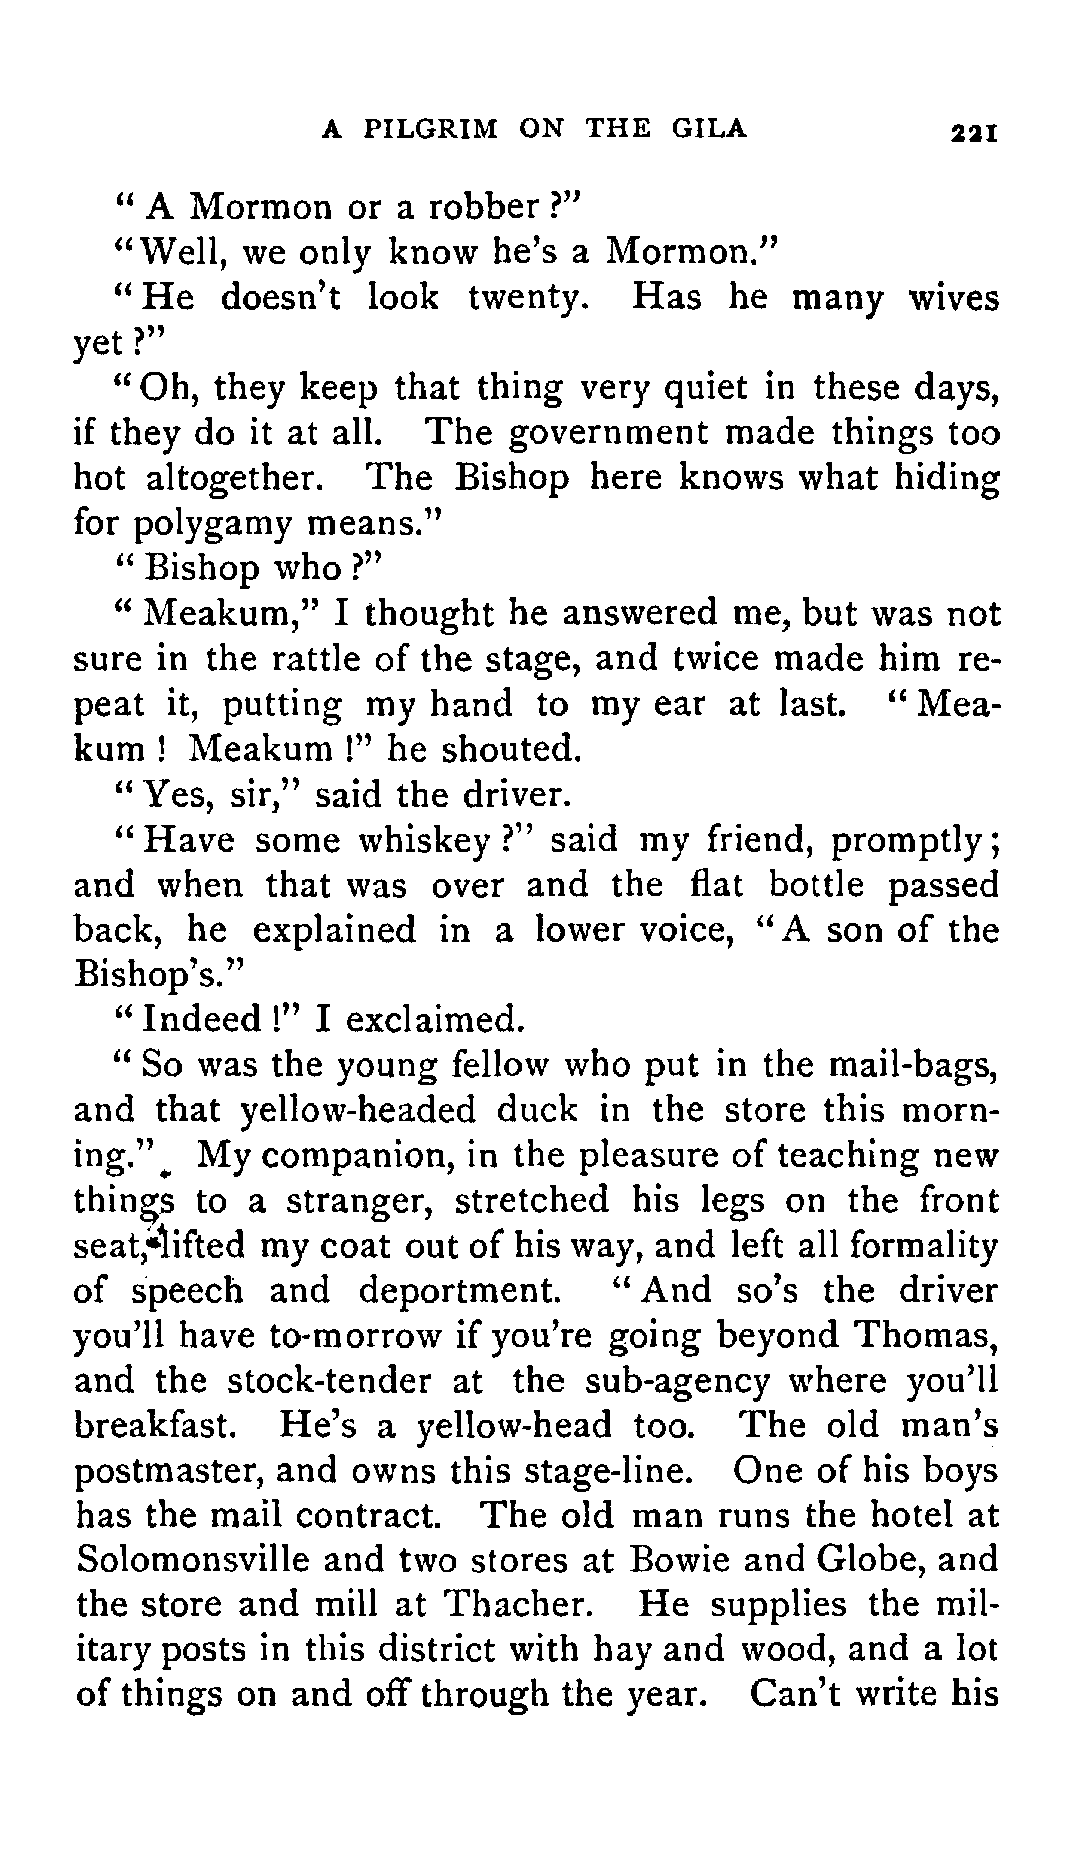 A PILGRIM ON THE GILA 221
“ A Mormon or a robber ?”
“Well, we only know he’s a Mormon.”
“ He doesn’t look twenty. Has he many wives
yet ?”
“ Oh, they keep that thing very quiet in these days,
if they do it at all. The government made things too
hot altogether. The Bishop here knows what hiding
for polygamy means.”
“ Bishop who ?”
“ Meakum,” I thought he answered me, but was not
sure in the rattle of the stage, and twice made him re-
peat it, putting my hand to my ear at last. “ Mea-
kum ! Meakum !” he shouted.
“ Yes, sir,” said the driver.
“ Have some whiskey ?” said my friend, promptly ;
and when that was over and the flat bottle passed
back, he explained in a lower voice, “ A son of the
Bishop’s.”
“ Indeed !” I exclaimed.
“ So was the young fellow who put in the mail-bags,
and that yellow-headed duck in the store this morn-
ing.” My companion, in the pleasure of teaching new
things to a stranger, stretched his legs on the front
seat, lifted my coat out of his way, and left all formality
of speech and deportment. “ And so’s the driver
you’ll have to-morrow if you’re going beyond Thomas,
and the stock-tender at the sub-agency where you’ll
breakfast. He’s a yellow-head too. The old man’s
postmaster, and owns this stage-line. One of his boys
has the mail contract. The old man runs the hotel at
Solomonsville and two stores at Bowie and Globe, and
the store and mill at Thacher. He supplies the mil-
itary posts in this district with hay and wood, and a lot
of things on and off through the year. Can’t write his